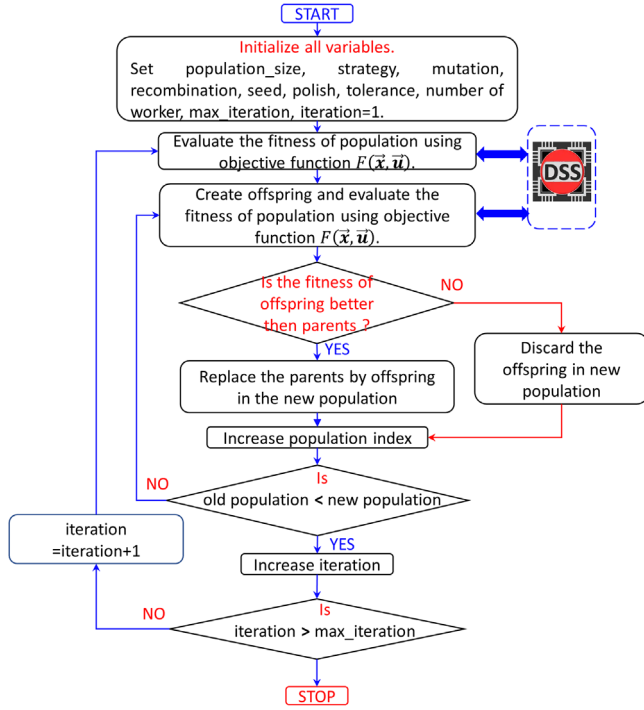 START
Initialize all variables.
Set population_size, strategy, mutation,
recombination, seed, polish, tolerance, number of
worker, max_iteration, iteration=1.
Evaluate the fitness of population using
objective function F(x⃗, u⃗).
DSS
Create offspring and evaluate the
fitness of population using objective
function F(x⃗, u⃗).
Is the fitness of
offspring better
then parents ?
NO
YES
Discard the
offspring in new
population
Replace the parents by offspring
in the new population
Increase population index
Is
old population < new population
NO
YES
iteration
=iteration+1
Increase iteration
Is
iteration > max_iteration
NO
STOP